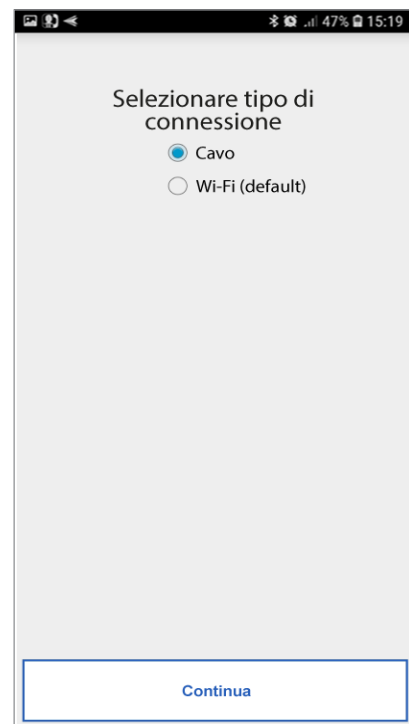 47% 15:19
Selezionare tipo di
connessione
Cavo
Wi-Fi (default)
Continua